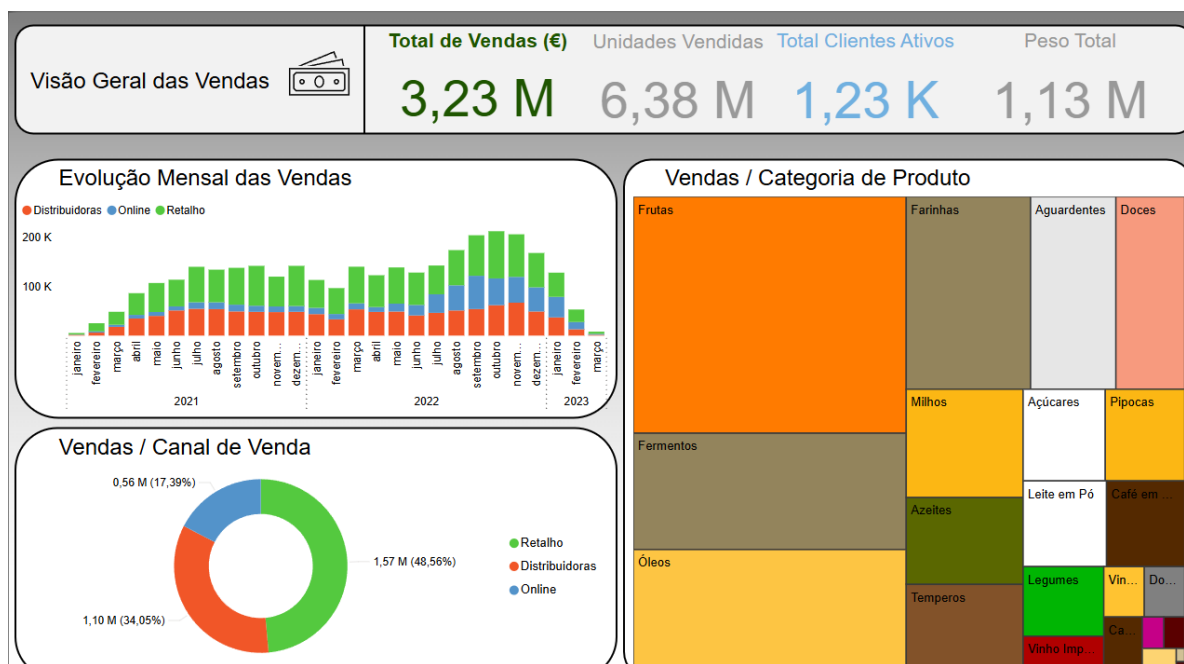 Visão Geral das Vendas
Total de Vendas (€)
3,23 M
Unidades Vendidas
6,38 M
Total Clientes Ativos
1,23 K
Peso Total
1,13 M
Evolução Mensal das Vendas
Distribuidoras Online Retalho
200 K
100 K
janeiro
fevereiro
março
abril
maio
junho
julho
agosto
setembro
outubro
novem...
dezem...
janeiro
fevereiro
março
abril
maio
junho
julho
agosto
setembro
outubro
novem...
dezem...
janeiro
fevereiro
março
2021
2022
2023
Vendas / Canal de Venda
0,56 M (17,39%)
1,57 M (48,56%)
1,10 M (34,05%)
Retalho
Distribuidoras
Online
Vendas / Categoria de Produto
Frutas
Fermentos
Óleos
Farinhas
Aguardentes
Doces
Milhos
Açúcares
Pipocas
Azeites
Leite em Pó
Café em ...
Temperos
Legumes
Vin...
Do...
Ca...
Vinho Imp...